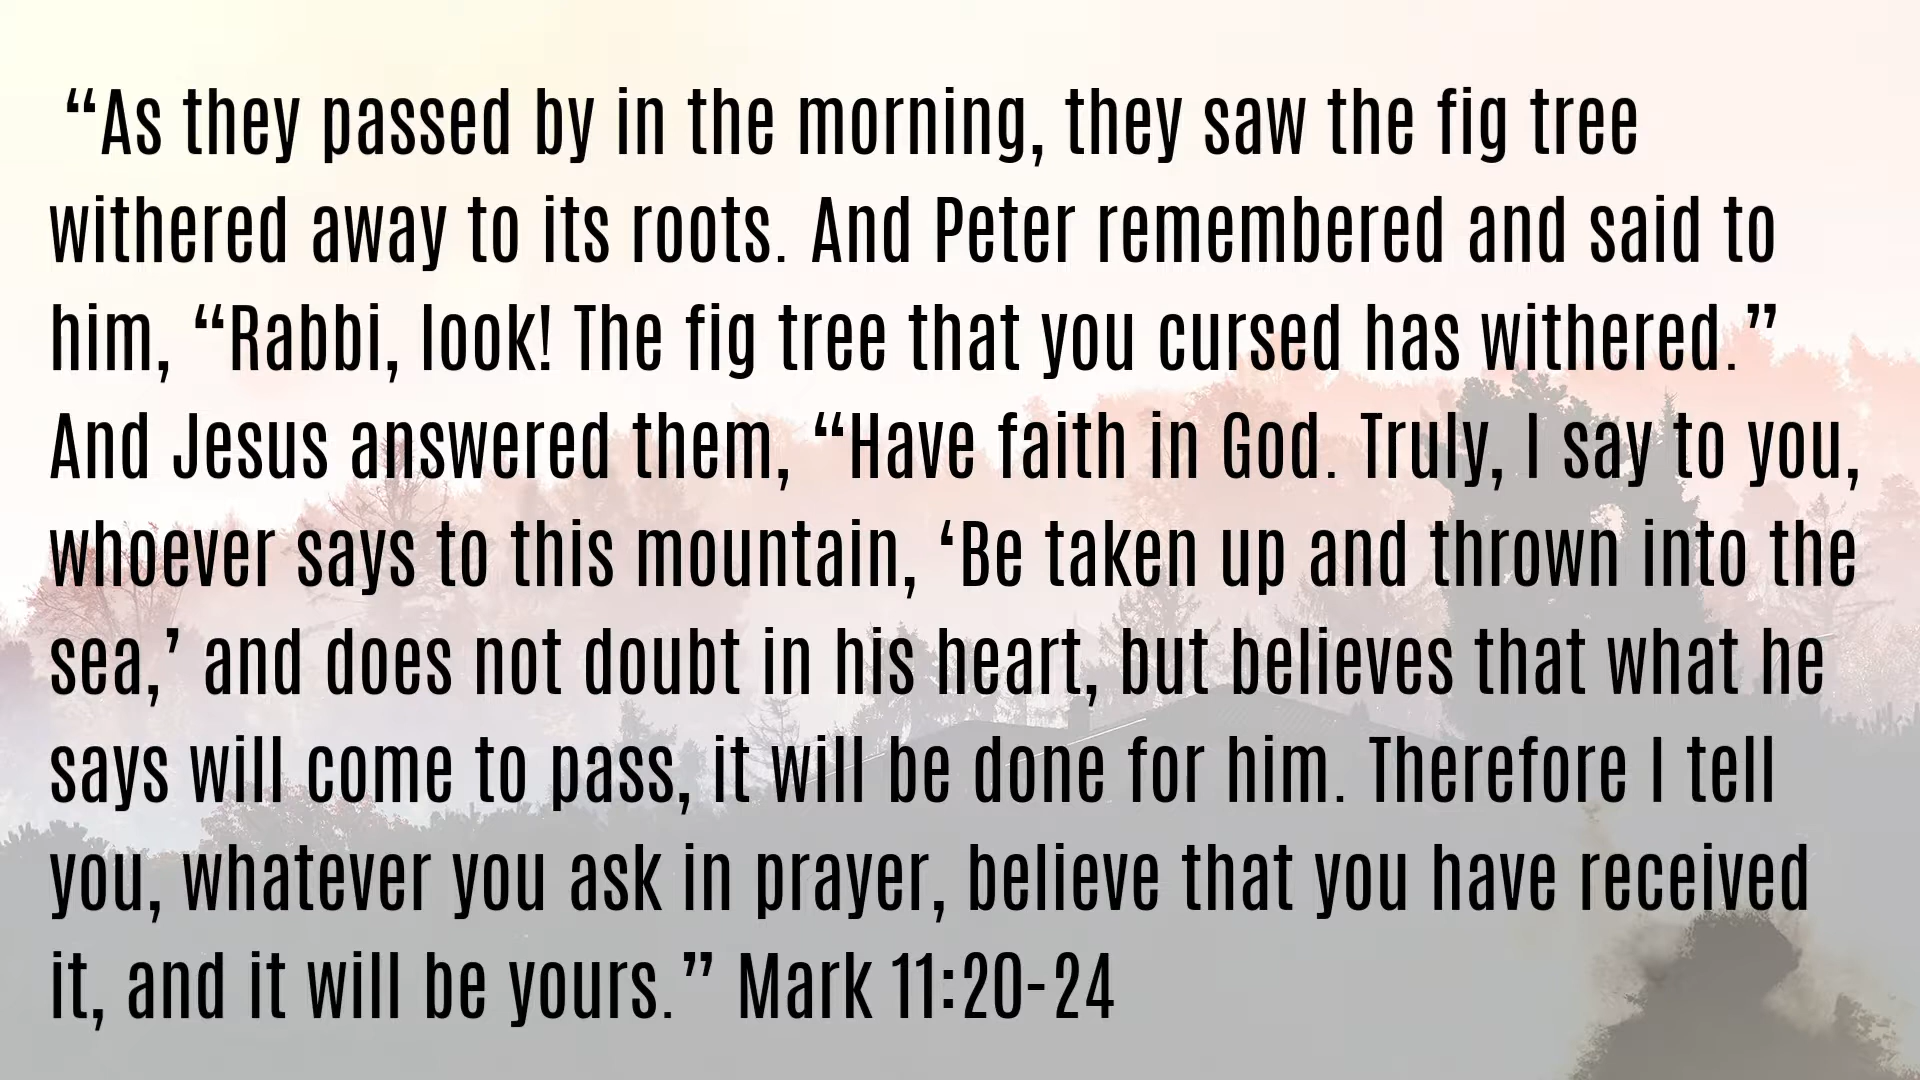 “As they passed by in the morning, they saw the fig tree
withered away to its roots. And Peter remembered and said to
him, “Rabbi, look! The fig tree that you cursed has withered.”
And Jesus answered them, “Have faith in God. Truly, I say to you,
whoever says to this mountain, ‘Be taken up and thrown into the
sea,’ and does not doubt in his heart, but believes that what he
says will come to pass, it will be done for him. Therefore I tell
you, whatever you ask in prayer, believe that you have received
it, and it will be yours.” Mark 11:20-24